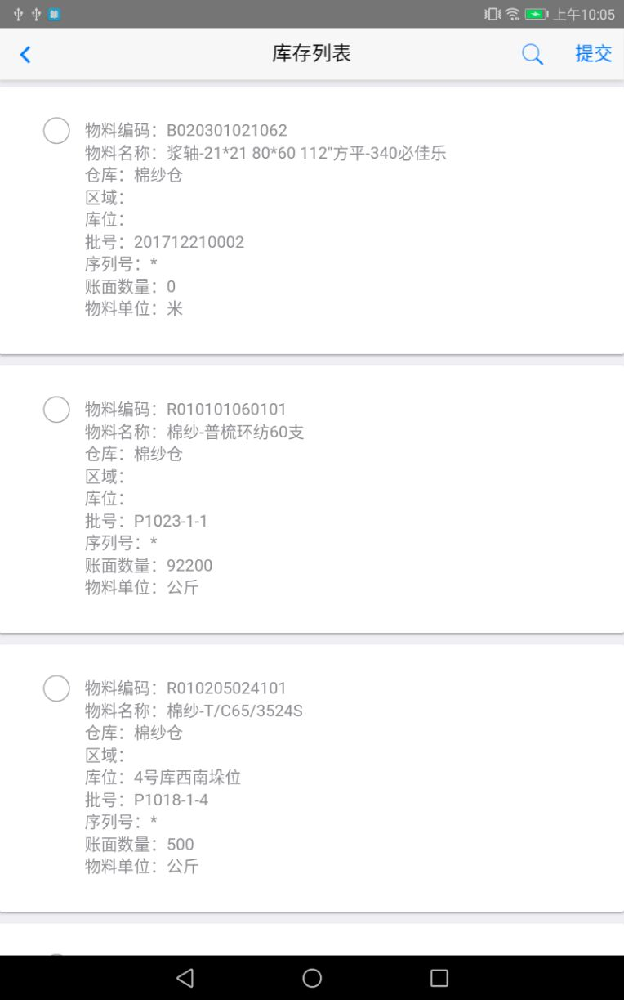 上午10:05
库存列表
提交
物料编码：B020301021062
物料名称：浆轴-21*21 80*60 112"方平-340必佳乐
仓库：棉纱仓
区域：
库位：
批号：201712210002
序列号：*
账面数量：0
物料单位：米
物料编码：R010101060101
物料名称：棉纱-普梳环纺60支
仓库：棉纱仓
区域：
库位：
批号：P1023-1-1
序列号：*
账面数量：92200
物料单位：公斤
物料编码：R010205024101
物料名称：棉纱-T/C65/3524S
仓库：棉纱仓
区域：
库位：4号库西南垛位
批号：P1018-1-4
序列号：*
账面数量：500
物料单位：公斤